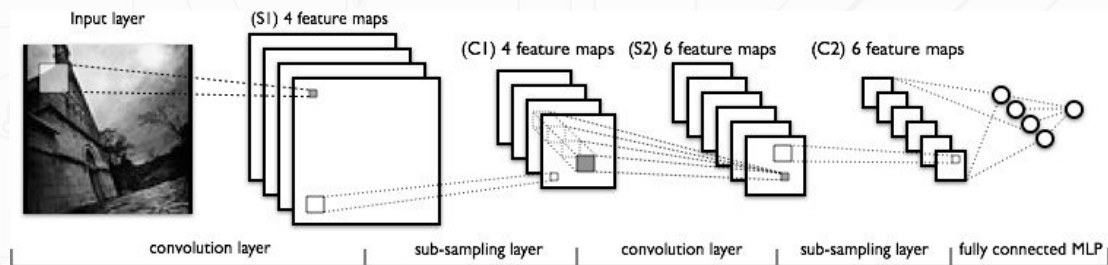 Input layer
(S1) 4 feature maps
(C1) 4 feature maps
(S2) 6 feature maps
(C2) 6 feature maps
convolution layer
sub-sampling layer
convolution layer
sub-sampling layer
fully connected MLP